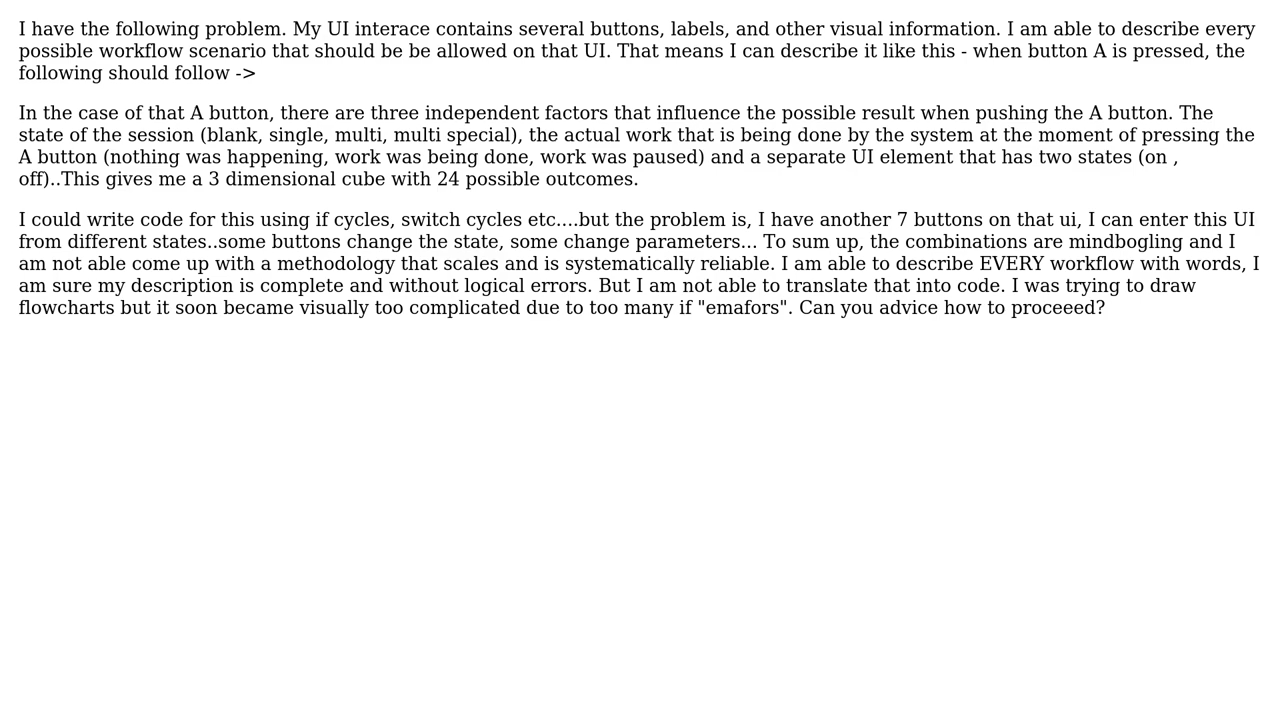 I have the following problem. My UI interace contains several buttons, labels, and other visual information. I am able to describe every
possible workflow scenario that should be be allowed on that UI. That means I can describe it like this - when button A is pressed, the
following should follow ->
In the case of that A button, there are three independent factors that influence the possible result when pushing the A button. The
state of the session (blank, single, multi, multi special), the actual work that is being done by the system at the moment of pressing the
A button (nothing was happening, work was being done, work was paused) and a separate UI element that has two states (on ,
off)..This gives me a 3 dimensional cube with 24 possible outcomes.
I could write code for this using if cycles, switch cycles etc....but the problem is, I have another 7 buttons on that ui, I can enter this UI
from different states..some buttons change the state, some change parameters... To sum up, the combinations are mindbogling and I
am not able come up with a methodology that scales and is systematically reliable. I am able to describe EVERY workflow with words, I
am sure my description is complete and without logical errors. But I am not able to translate that into code. I was trying to draw
flowcharts but it soon became visually too complicated due to too many if "emafors". Can you advice how to proceeed?